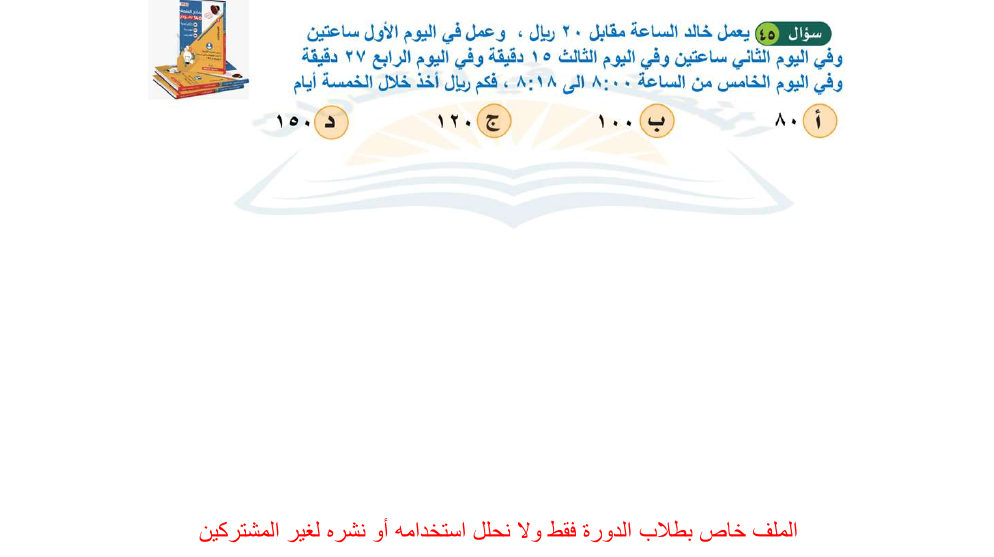 سؤال ٤٥ يعمل خالد الساعة مقابل ٢٠ ريال ، وعمل في اليوم الأول ساعتين
وفي اليوم الثاني ساعتين وفي اليوم الثالث ١٥ دقيقة وفي اليوم الرابع ٢٧ دقيقة
وفي اليوم الخامس من الساعة ٨:٠٠ الى ٨:١٨ ، فكم ريال أخذ خلال الخمسة أيام
أ ٨٠ ب ١٠٠ ج ١٢٠ د ١٥٠
الملف خاص بطلاب الدورة فقط ولا نحلل استخدامه أو نشره لغير المشتركين